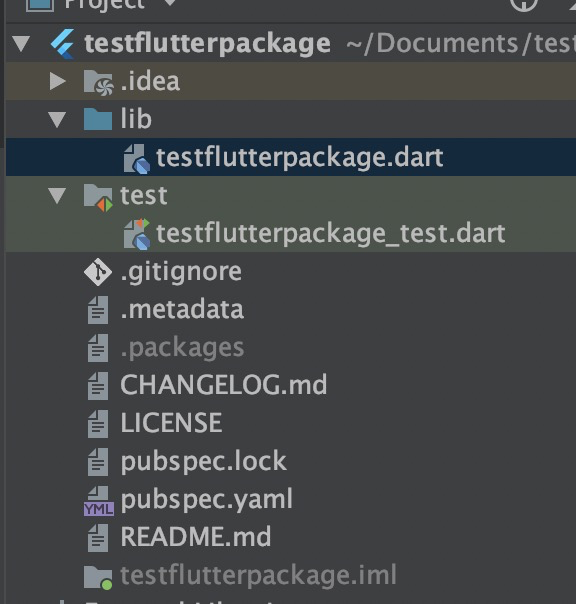 Project
testflutterpackage ~/Documents/test
.idea
lib
testflutterpackage.dart
test
testflutterpackage_test.dart
.gitignore
.metadata
.packages
CHANGELOG.md
LICENSE
pubspec.lock
YML pubspec.yaml
README.md
testflutterpackage.iml